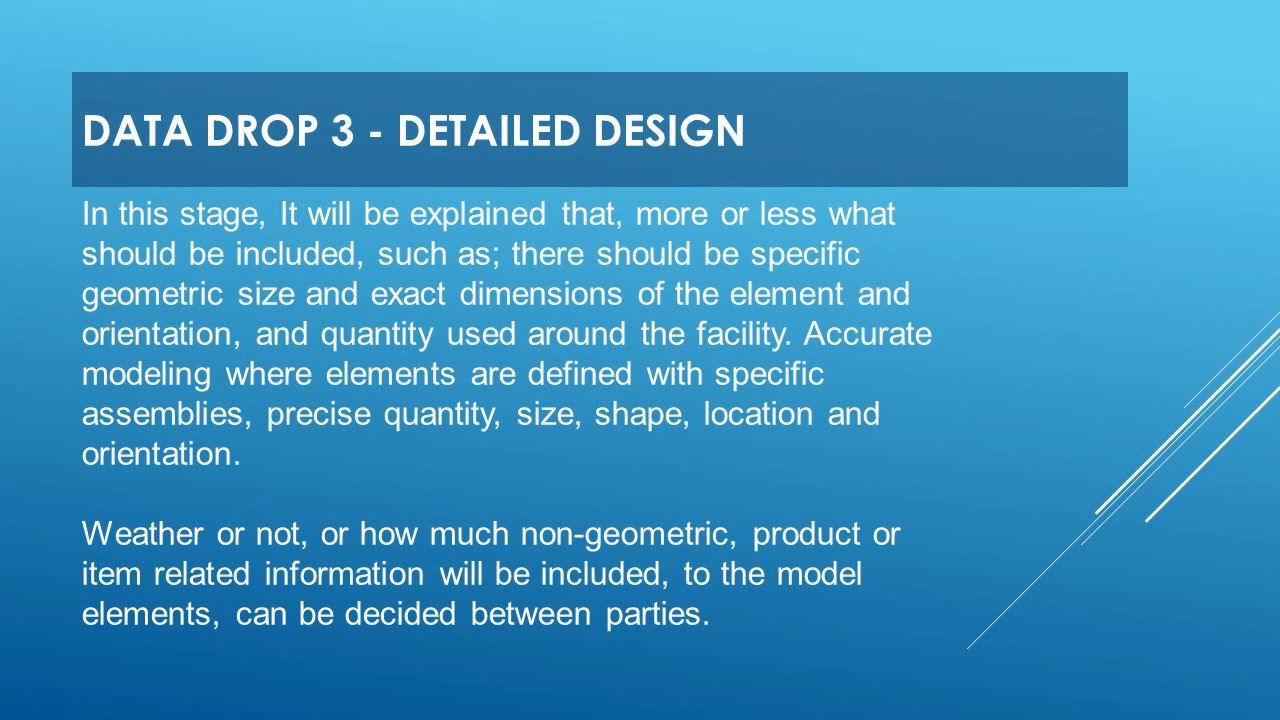 DATA DROP 3 - DETAILED DESIGN
In this stage, It will be explained that, more or less what
should be included, such as; there should be specific
geometric size and exact dimensions of the element and
orientation, and quantity used around the facility. Accurate
modeling where elements are defined with specific
assemblies, precise quantity, size, shape, location and
orientation.
Weather or not, or how much non-geometric, product or
item related information will be included, to the model
elements, can be decided between parties.